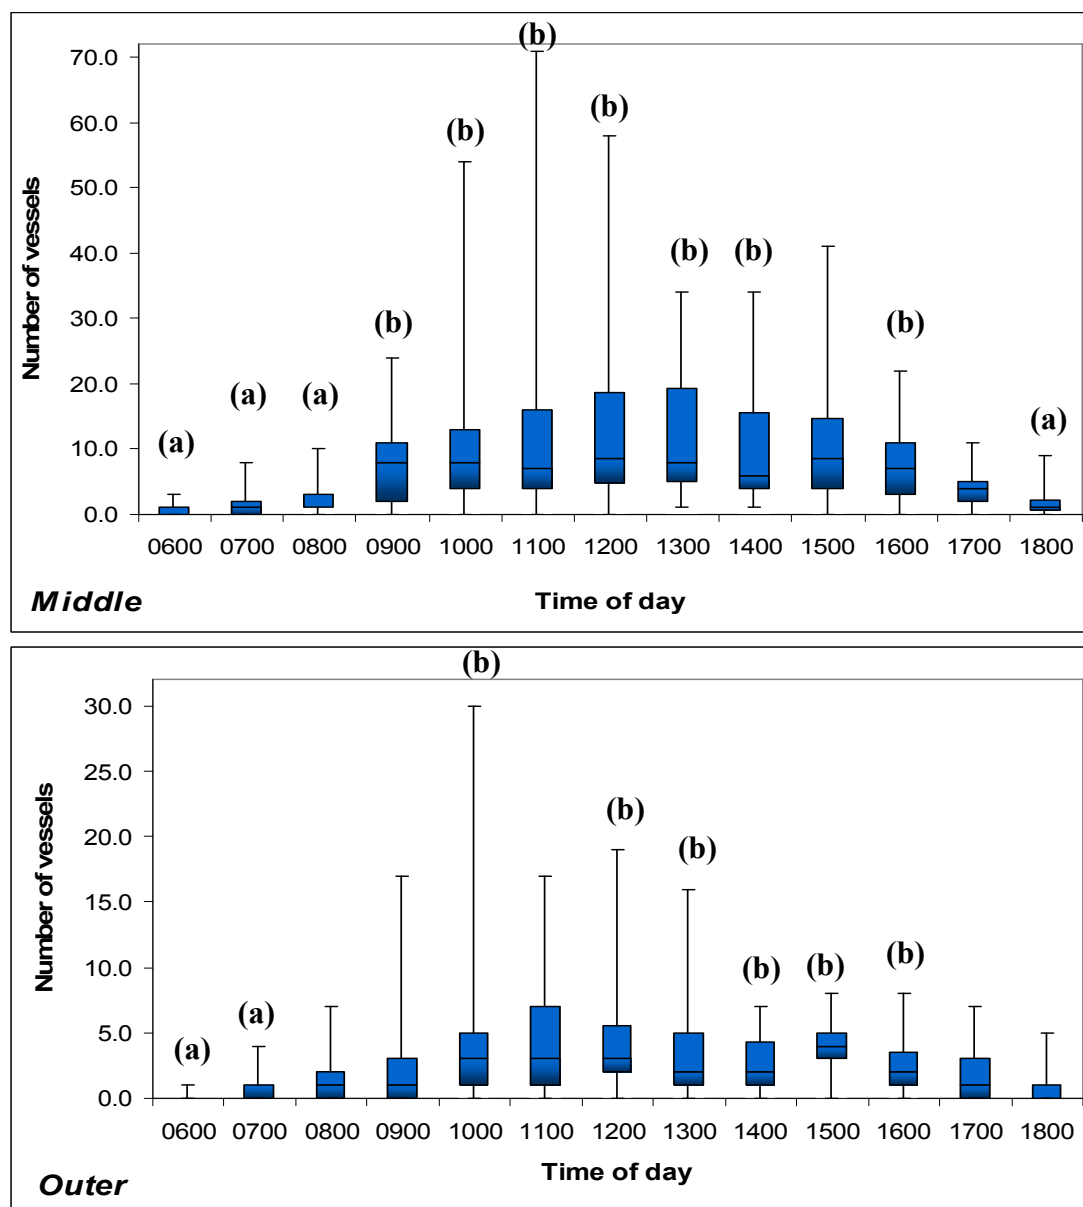 (b)
70.0
(b) (b)
60.0
50.0
(b) (b)
40.0
(b) (b)
30.0
(a) (a)
20.0
(a) (a)
10.0
0.0
Number of vessels
0600 0700 0800 0900 1000 1100 1200 1300 1400 1500 1600 1700 1800
Middle Time of day
(b)
30.0
25.0
(b)
20.0
(b)
15.0
(b) (b) (b)
10.0
(a) (a)
5.0
0.0
Number of vessels
0600 0700 0800 0900 1000 1100 1200 1300 1400 1500 1600 1700 1800
Time of day
Outer